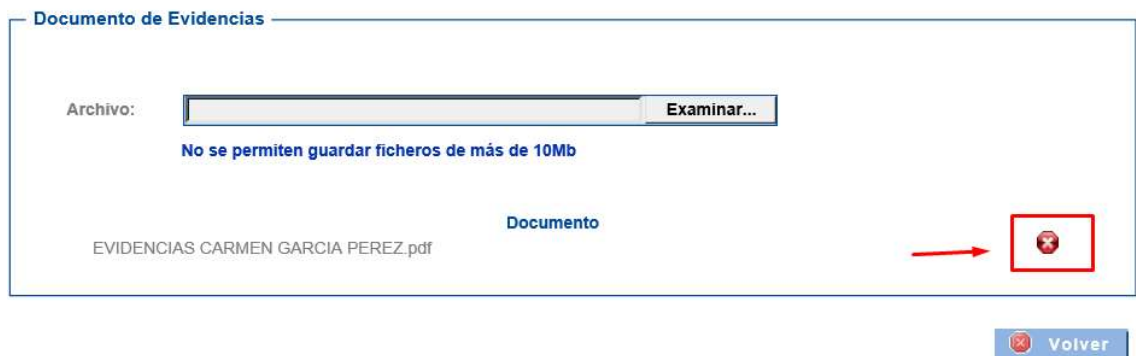 Documento de Evidencias
Archivo:
Examinar...
No se permiten guardar ficheros de más de 10Mb
Documento
EVIDENCIAS CARMEN GARCIA PEREZ.pdf
Volver